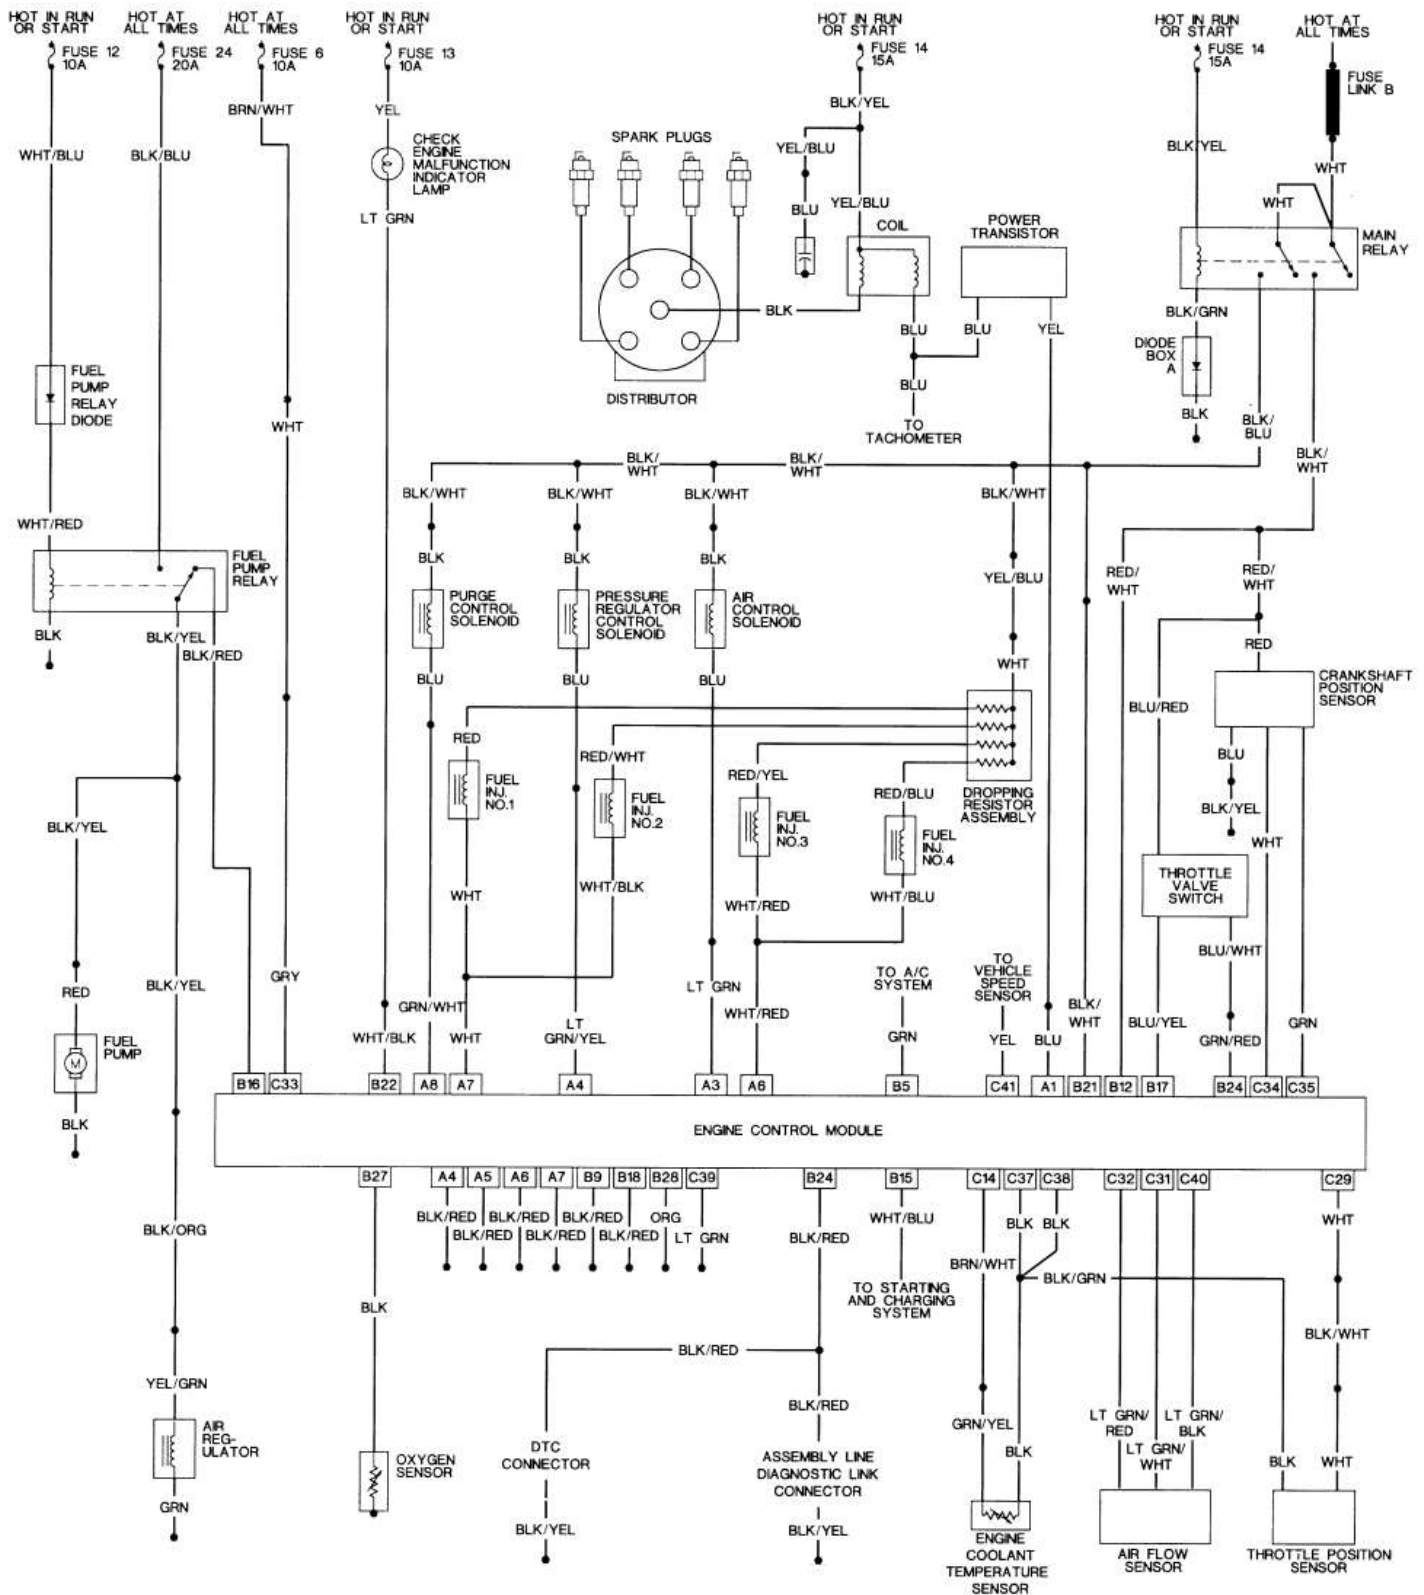 HOT IN RUN
OR START
HOT AT
ALL TIMES
HOT AT
ALL TIMES
HOT IN RUN
OR START
HOT IN RUN
OR START
HOT IN RUN
OR START
HOT AT
ALL TIMES
FUSE 12
10A
FUSE 24
20A
FUSE 6
10A
FUSE 13
10A
FUSE 14
15A
FUSE 14
15A
FUSE
LINK B
BRN/WHT
YEL
BLK/YEL
WHT/BLU
BLK/BLU
CHECK
ENGINE
MALFUNCTION
INDICATOR
LAMP
SPARK PLUGS
YEL/BLU
BLK/YEL
WHT
LT GRN
BLU
YEL/BLU
WHT
COIL
POWER
TRANSISTOR
MAIN
RELAY
BLK
BLU
BLU
YEL
BLK/GRN
DIODE
BOX
A
FUEL
PUMP
RELAY
DIODE
DISTRIBUTOR
BLU
TO
TACHOMETER
BLK
WHT
BLK/
BLU
BLK/
WHT
BLK/
WHT
BLK/
WHT
BLK/WHT
BLK/WHT
BLK/WHT
BLK/WHT
WHT/RED
FUEL
PUMP
RELAY
BLK
BLK
BLK
YEL/BLU
RED/
WHT
RED/
WHT
PURGE
CONTROL
SOLENOID
PRESSURE
REGULATOR
CONTROL
SOLENOID
AIR
CONTROL
SOLENOID
BLK
BLK/YEL
BLK/RED
WHT
RED
BLU
BLU
BLU
CRANKSHAFT
POSITION
SENSOR
BLU/RED
RED
RED/WHT
RED/YEL
RED/BLU
DROPPING
RESISTOR
ASSEMBLY
BLU
BLK/YEL
WHT
FUEL
INJ.
NO.1
FUEL
INJ.
NO.2
FUEL
INJ.
NO.3
FUEL
INJ.
NO.4
BLK/YEL
WHT
WHT/BLK
WHT/RED
WHT/BLU
THROTTLE
VALVE
SWITCH
BLU/WHT
RED
BLK/YEL
GRY
GRN/WHT
LT GRN
TO A/C
SYSTEM
TO
VEHICLE
SPEED
SENSOR
WHT/RED
BLK/
WHT
BLU/YEL
GRN
FUEL
PUMP
M
WHT/BLK
WHT
LT
GRN/YEL
GRN
YEL
BLU
GRN/RED
BLK
B16
C33
B22
A8
A7
A4
A3
A6
B5
C41
A1
B21
B12
B17
B24
C34
C35
ENGINE CONTROL MODULE
B27
A4
A5
A6
A7
B9
B18
B28
C39
B24
B15
C14
C37
C38
C32
C31
C40
C29
BLK/RED
BLK/RED
BLK/RED
BLK/RED
BLK/RED
BLK/RED
ORG
LT GRN
BLK/RED
WHT/BLU
BLK
BLK
WHT
BLK/ORG
BRN/WHT
BLK/GRN
BLK
TO STARTING
AND CHARGING
SYSTEM
BLK/RED
BLK/WHT
YEL/GRN
BLK/RED
GRN/YEL
LT GRN/
RED
LT GRN/
BLK
LT GRN/
WHT
AIR
REG-
ULATOR
DTC
CONNECTOR
ASSEMBLY LINE
DIAGNOSTIC LINK
CONNECTOR
BLK
BLK
WHT
OXYGEN
SENSOR
GRN
BLK/YEL
BLK/YEL
ENGINE
COOLANT
TEMPERATURE
SENSOR
AIR FLOW
SENSOR
THROTTLE POSITION
SENSOR